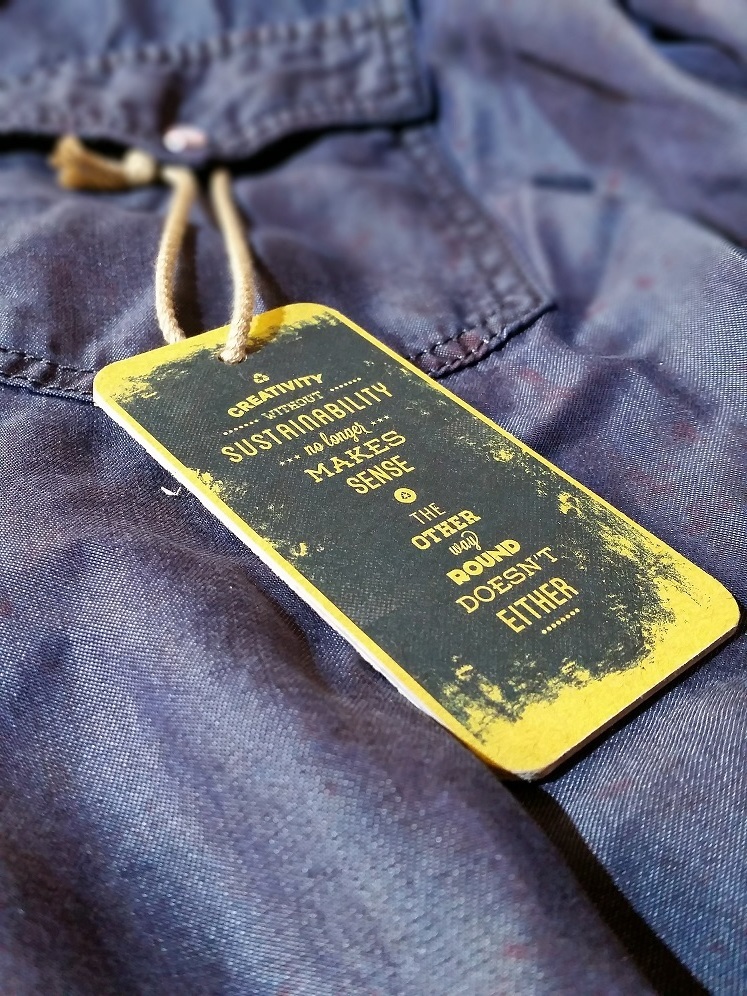 CREATIVITY
WITHOUT
SUSTAINABILITY
no longer
MAKES
SENSE
THE
OTHER
way
ROUND
DOESN'T
EITHER